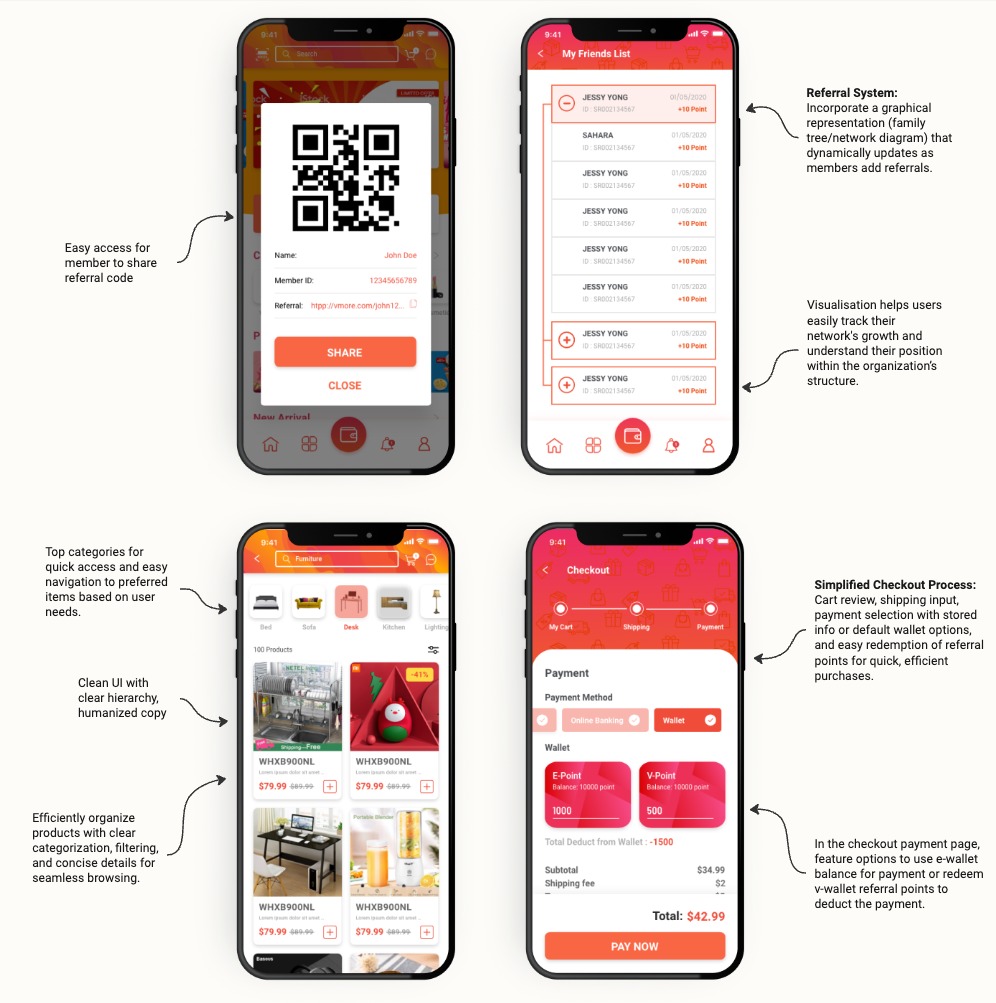 9:41
Search
LIMITED OFFER
New Arrival
Name: John Doe
Member ID: 12345656789
Referral: htpp://vmore.com/john12...
SHARE
CLOSE
Easy access for
member to share
referral code
9:41
My Friends List
JESSY YONG 01/05/2020
ID : SR002134567 +10 Point
SAHARA 01/05/2020
ID : SR002134567 +10 Point
JESSY YONG 01/05/2020
ID : SR002134567 +10 Point
JESSY YONG 01/05/2020
ID : SR002134567 +10 Point
JESSY YONG 01/05/2020
ID : SR002134567 +10 Point
JESSY YONG 01/05/2020
ID : SR002134567 +10 Point
JESSY YONG 01/05/2020
ID : SR002134567 +10 Point
JESSY YONG 01/05/2020
ID : SR002134567 +10 Point
Referral System:
Incorporate a graphical
representation (family
tree/network diagram) that
dynamically updates as
members add referrals.
Visualisation helps users
easily track their
network's growth and
understand their position
within the organization's
structure.
Top categories for
quick access and easy
navigation to preferred
items based on user
needs.
Clean UI with
clear hierarchy,
humanized copy
Efficiently organize
products with clear
categorization, filtering,
and concise details for
seamless browsing.
9:41
Furniture
Bed Sofa Desk Kitchen Lighting
100 Products
NETEL
Shipping—Free
-41%
WHXB900NL
Lorem ipsum dolor sit amet ..
$79.99 $89.99
WHXB900NL
Lorem ipsum dolor sit amet ..
$79.99 $89.99
Portable Blender
WHXB900NL
Lorem ipsum dolor sit amet ..
$79.99 $89.99
WHXB900NL
Lorem ipsum dolor sit amet ..
$79.99 $89.99
Baseus
9:41
Checkout
My Cart Shipping Payment
Payment
Payment Method
Online Banking Wallet
Wallet
E-Point
Balance: 10000 point
1000
V-Point
Balance: 10000 point
500
Total Deduct from Wallet : -1500
Subtotal $34.99
Shipping fee $2
Total: $42.99
PAY NOW
Simplified Checkout Process:
Cart review, shipping input,
payment selection with stored
info or default wallet options,
and easy redemption of referral
points for quick, efficient
purchases.
In the checkout payment page,
feature options to use e-wallet
balance for payment or redeem
v-wallet referral points to
deduct the payment.